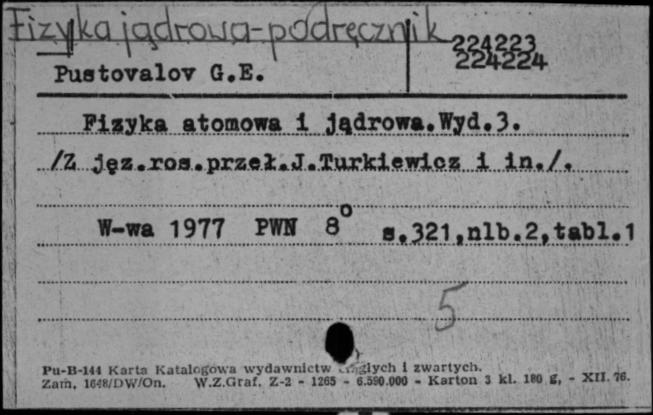 Fizyka jądrowa-podręcznik
224223
224224
Pustovalov G.E.
Fizyka atomowa i jądrowa.Wyd.3.
/Z jęz.ros.przeł.J.Turkiewicz i in./.
W-wa 1977 PWN 8° s.321,nlb.2,tabl.1
5
Pu-B-144 Karta Katalogowa wydawnictw ciągłych i zwartych.
Zam. 1648/DW/On. W.Z.Graf. Z-2 - 1265 - 6.590.000 - Karton 3 kl. 180 g, - XII. 76.